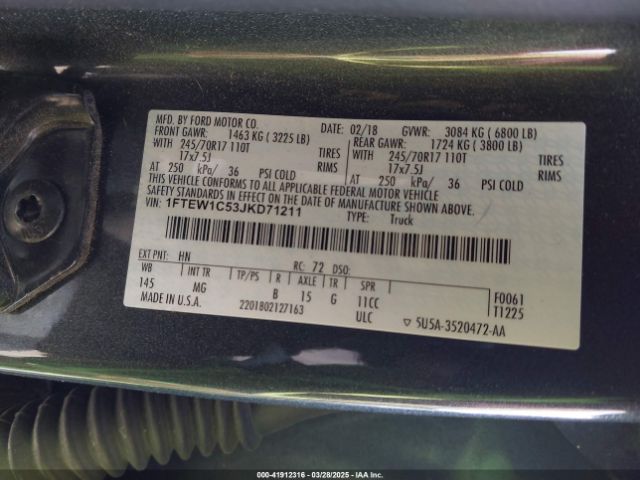 MFD. BY FORD MOTOR CO.
DATE: 02/18 GVWR: 3084 KG ( 6800 LB)
FRONT GAWR: 1463 KG ( 3225 LB) REAR GAWR: 1724 KG ( 3800 LB)
WITH 245/70R17 110T TIRES WITH 245/70R17 110T TIRES
17x7.5J RIMS 17x7.5J RIMS
AT 250 kPa/ 36 PSI COLD AT 250 kPa/ 36 PSI COLD
THIS VEHICLE CONFORMS TO ALL APPLICABLE FEDERAL MOTOR VEHICLE
SAFETY STANDARDS IN EFFECT ON THE DATE OF MANUFACTURE SHOWN ABOVE.
VIN: 1FTEW1C53JKD71211
TYPE: Truck
EXT PNT: HN RC: 72 DSO:
WB INT TR TP/PS R AXLE TR SPR F0061
145 MG B 15 G 11CC T1225
MADE IN U.S.A. 2201802127163 ULC
▽ 5U5A-3520472-AA
000-41912316 | 03/28/2025 | IAA Inc.